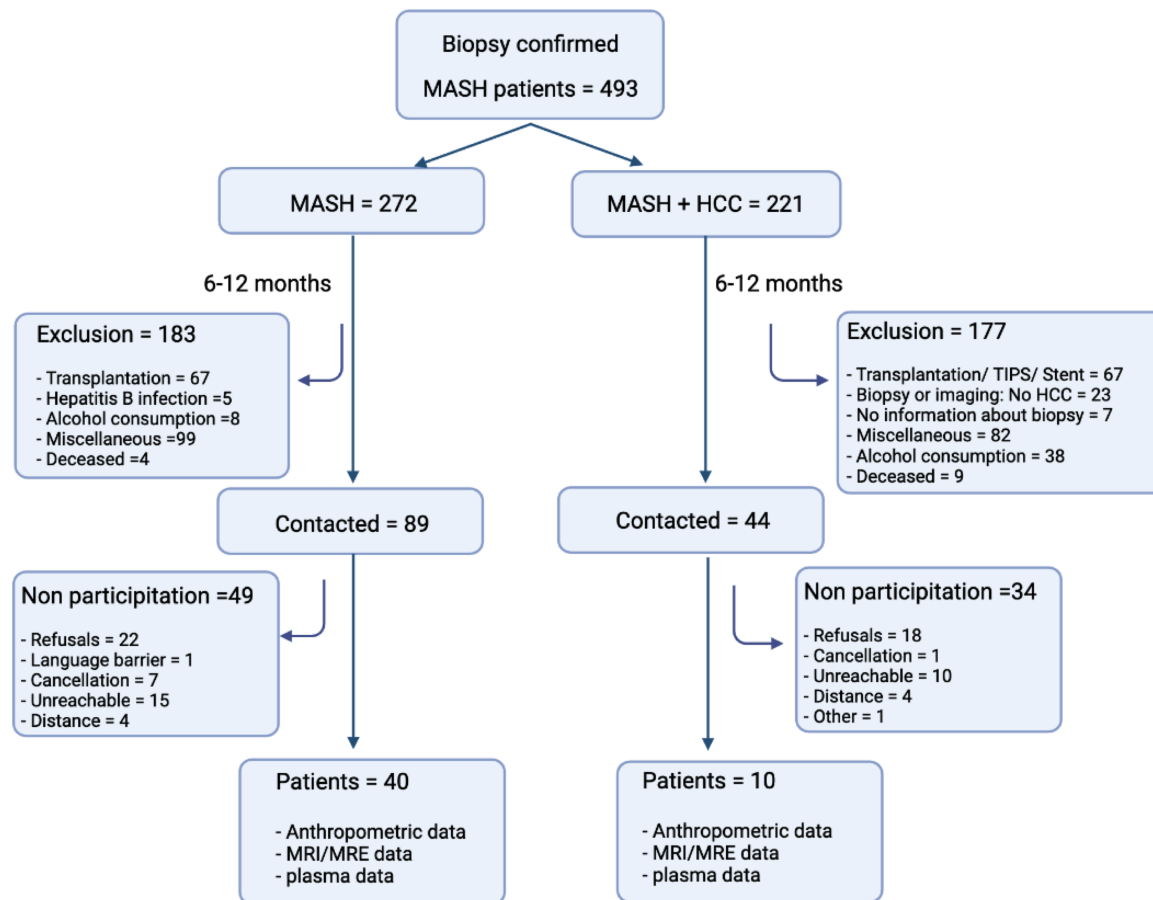 Biopsy confirmed
MASH patients = 493
MASH = 272
MASH + HCC = 221
6-12 months
6-12 months
Exclusion = 183
- Transplantation = 67
- Hepatitis B infection =5
- Alcohol consumption =8
- Miscellaneous =99
- Deceased =4
Exclusion = 177
- Transplantation/ TIPS/ Stent = 67
- Biopsy or imaging: No HCC = 23
- No information about biopsy = 7
- Miscellaneous = 82
- Alcohol consumption = 38
- Deceased = 9
Contacted = 89
Contacted = 44
Non participitation =49
- Refusals = 22
- Language barrier = 1
- Cancellation = 7
- Unreachable = 15
- Distance = 4
Non participitation =34
- Refusals = 18
- Cancellation = 1
- Unreachable = 10
- Distance = 4
- Other = 1
Patients = 40
- Anthropometric data
- MRI/MRE data
- plasma data
Patients = 10
- Anthropometric data
- MRI/MRE data
- plasma data